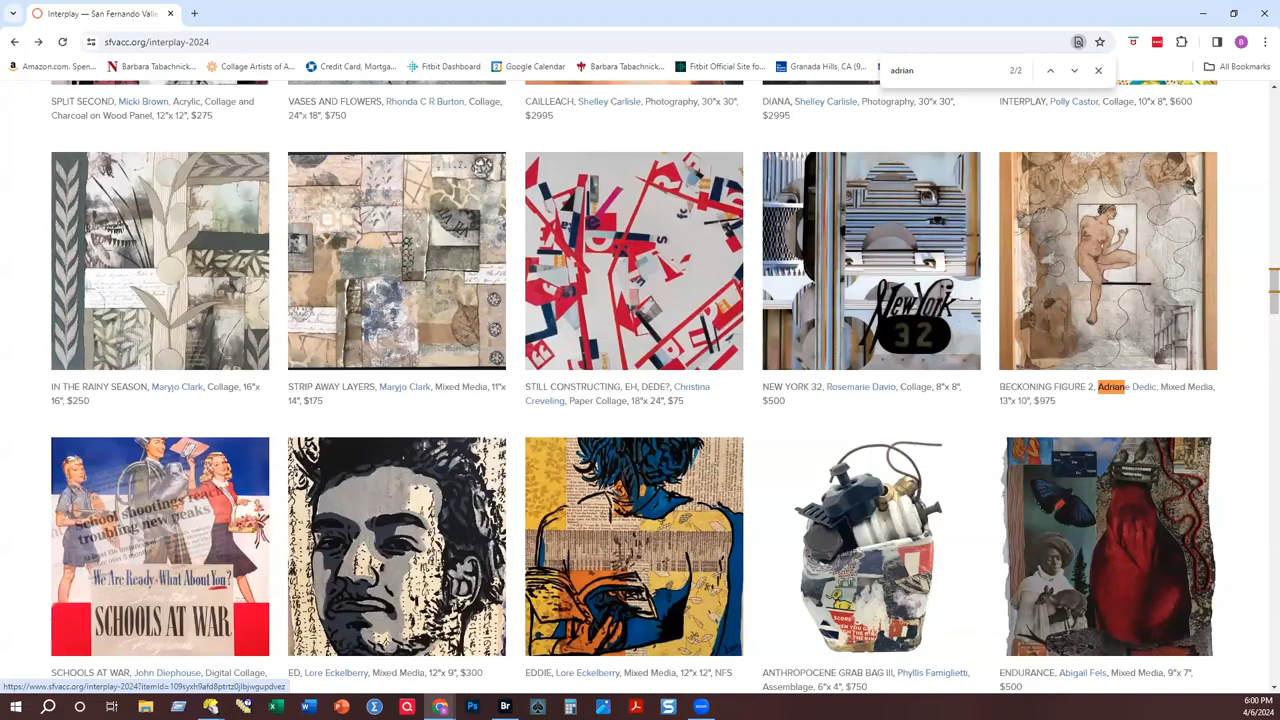 Interplay — San Fernando Valle
sfvacc.org/interplay-2024
Amazon.com. Spen...
Barbara Tabachnick...
Collage Artists of A...
Credit Card, Mortga...
Fitbit Dashboard
Google Calendar
Barbara Tabachnick...
Fitbit Official Site fo...
Granada Hills, CA (9...
All Bookmarks
adrian
2/2
SPLIT SECOND, Micki Brown, Acrylic, Collage and
Charcoal on Wood Panel, 12"x 12", $275
VASES AND FLOWERS, Rhonda C R Burton, Collage,
24"x 18", $750
CAILLEACH, Shelley Carlisle, Photography, 30"x 30",
$2995
DIANA, Shelley Carlisle, Photography, 30"x 30",
$2995
INTERPLAY, Polly Castor, Collage, 10"x 8", $600
New York
32
IN THE RAINY SEASON, Maryjo Clark, Collage, 16"x
16", $250
STRIP AWAY LAYERS, Maryjo Clark, Mixed Media, 11"x
14", $175
STILL CONSTRUCTING, EH, DEDE?, Christina
Creveling, Paper Collage, 18"x 24", $75
NEW YORK 32, Rosemarie Davio, Collage, 8"x 8",
$500
BECKONING FIGURE 2, Adriane Dedic, Mixed Media,
13"x 10", $975
School shootings reach
troubling new peaks
We Are Ready - What About You?
SCHOOLS AT WAR
SCORE
SCHOOLS AT WAR, John Diephouse, Digital Collage,
ED, Lore Eckelberry, Mixed Media, 12"x 9", $300
EDDIE, Lore Eckelberry, Mixed Media, 12"x 12", NFS
ANTHROPOCENE GRAB BAG III, Phyllis Famiglietti,
Assemblage, 6"x 4", $750
ENDURANCE, Abigail Fels, Mixed Media, 9"x 7",
$500
https://www.sfvacc.org/interplay-2024?itemId=109syxh9afd8ptrtz0jlbjwgupdvez
6:00 PM
4/6/2024